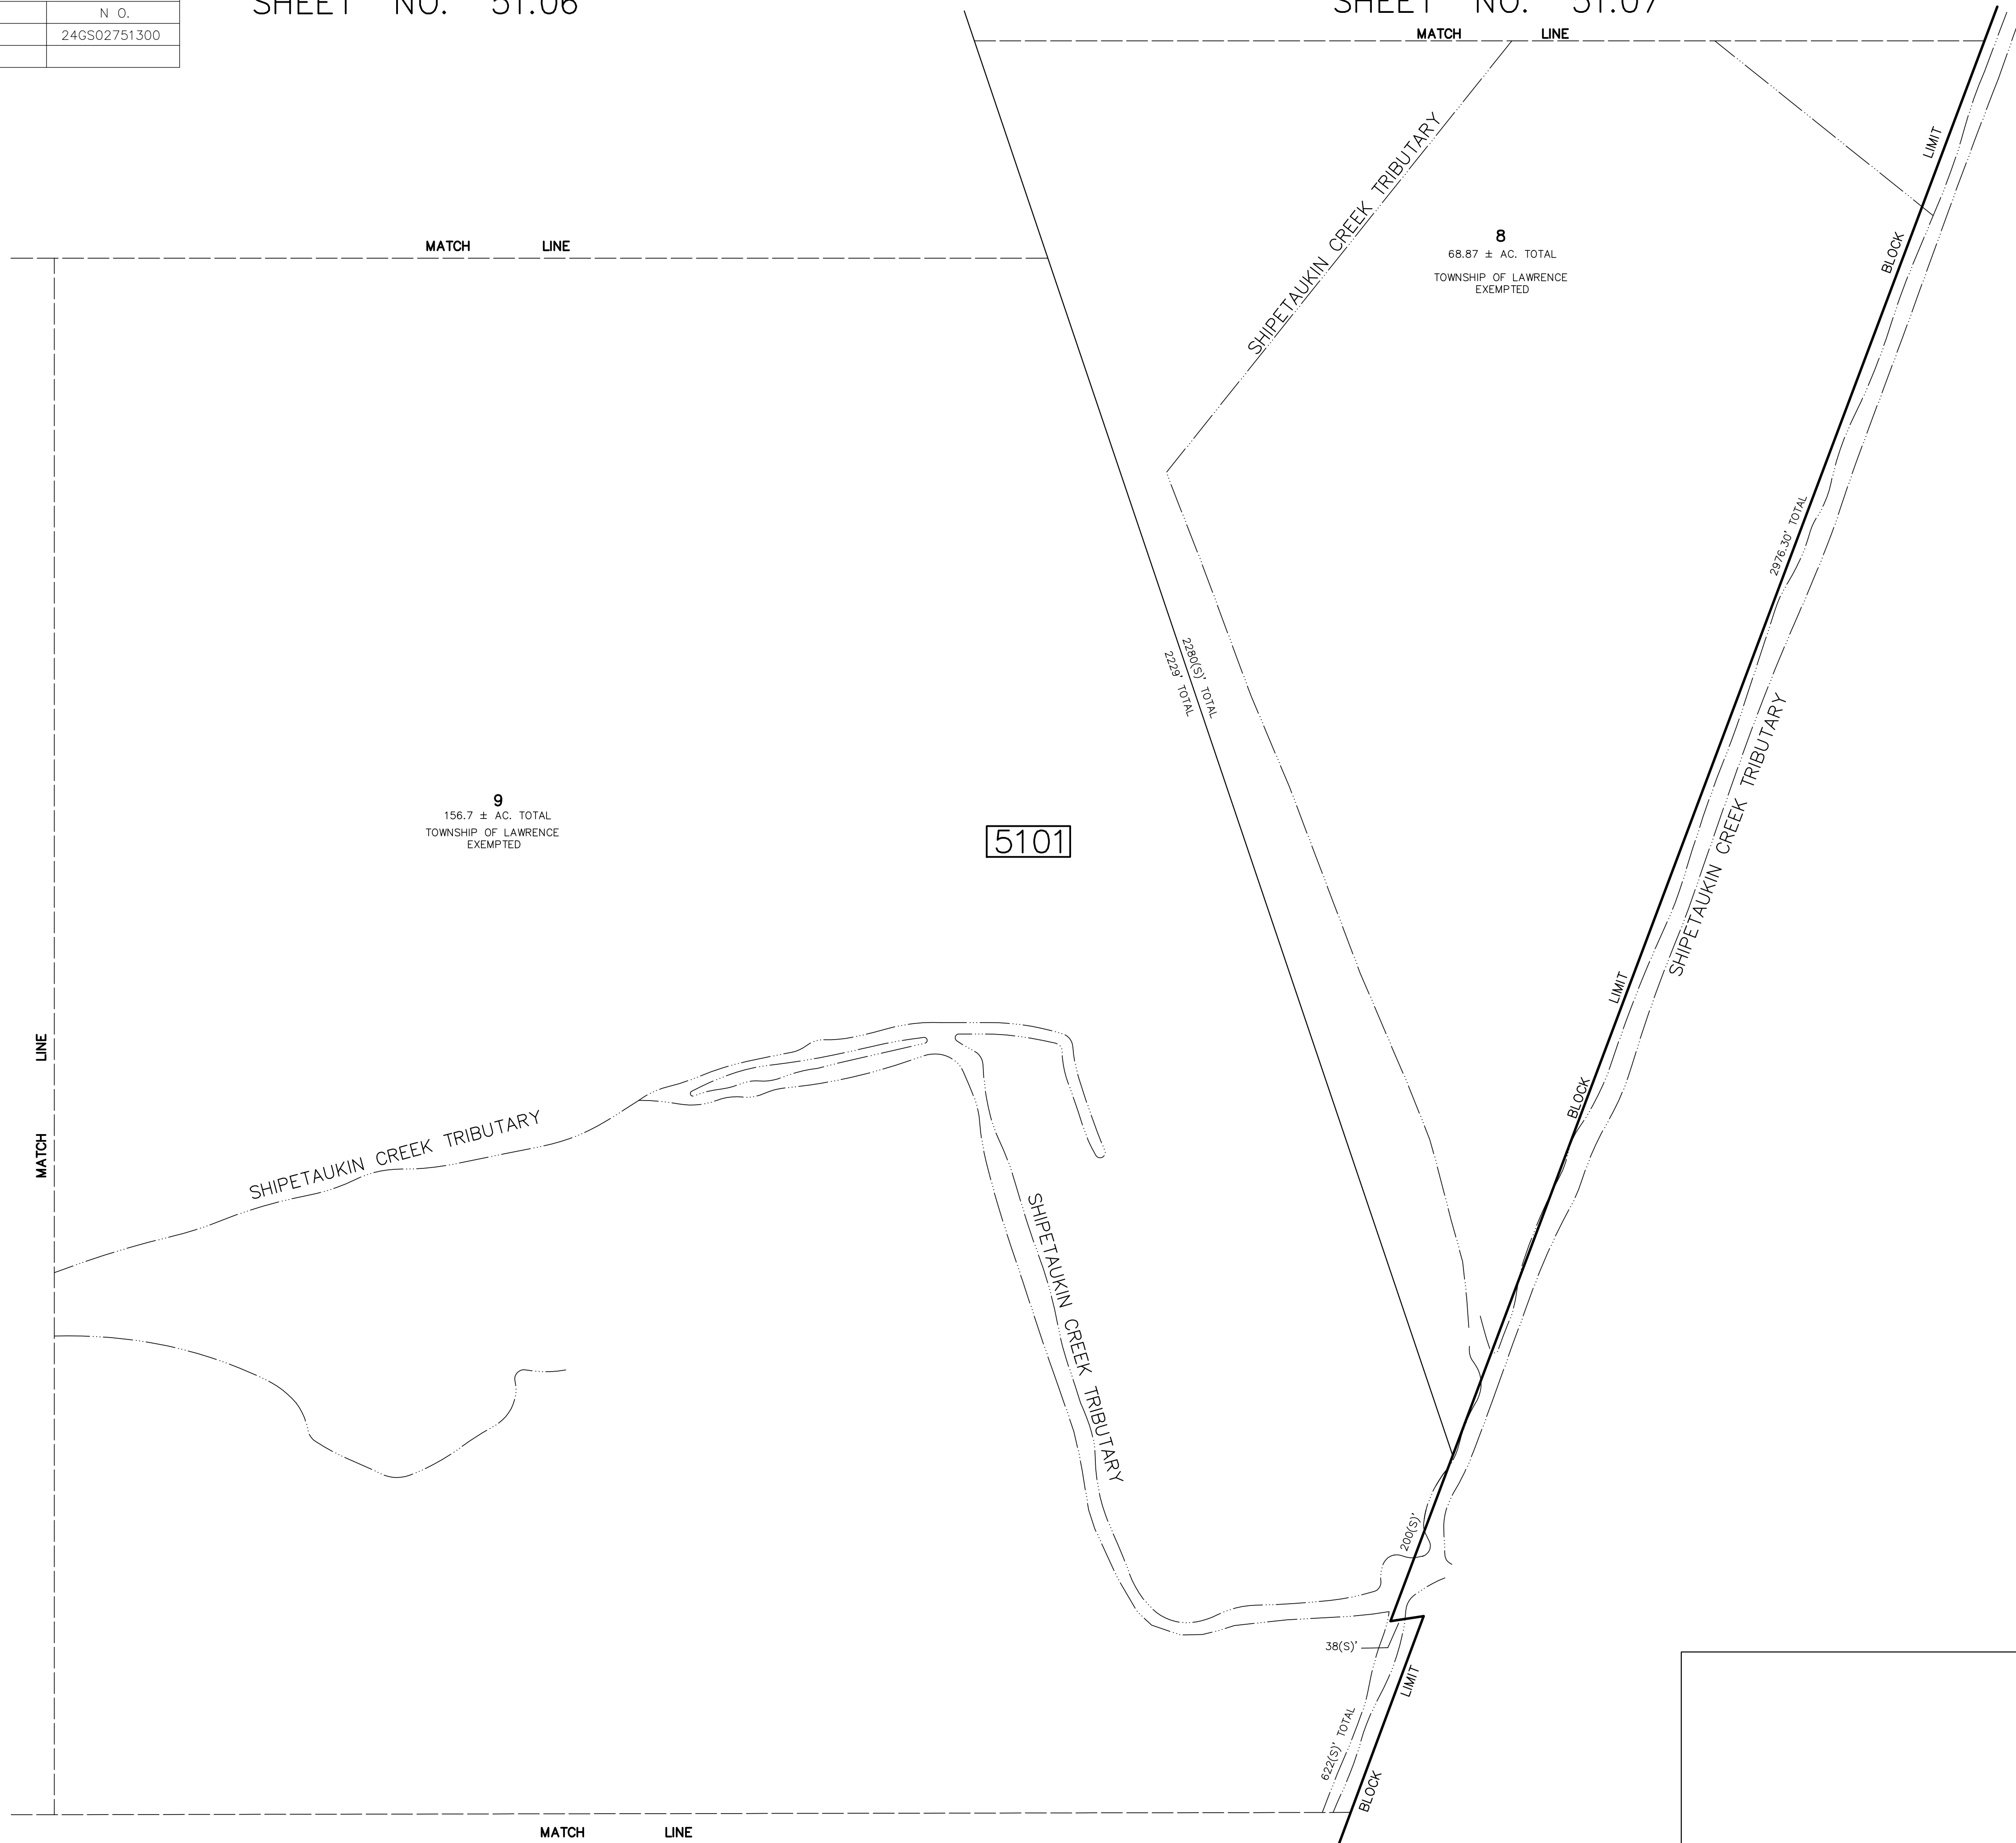 SHEET NO. 51.06
SHEET NO. 51.07
N O.
24GS02751300
MATCH LINE
MATCH LINE
SHIPETAUKIN CREEK TRIBUTARY
8
68.87 ± AC. TOTAL
TOWNSHIP OF LAWRENCE
EXEMPTED
LIMIT
BLOCK
2976.30' TOTAL
2280(S)' TOTAL
2229' TOTAL
9
156.7 ± AC. TOTAL
TOWNSHIP OF LAWRENCE
EXEMPTED
5101
SHIPETAUKIN CREEK TRIBUTARY
LIMIT
BLOCK
MATCH LINE
SHIPETAUKIN CREEK TRIBUTARY
SHIPETAUKIN CREEK TRIBUTARY
200(S)'
38(S)'
LIMIT
622(S)' TOTAL
BLOCK
MATCH LINE